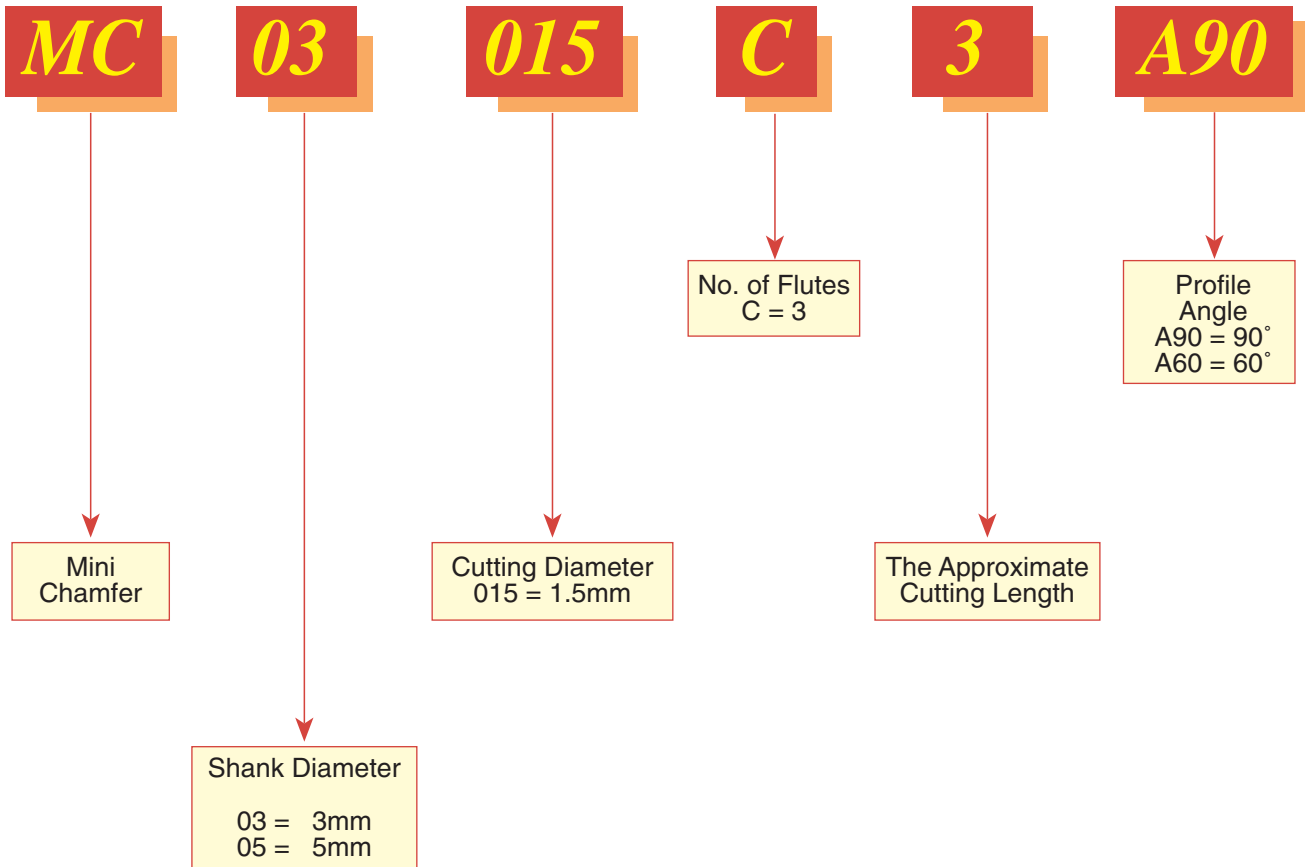 MC 03 015 C 3 A90
No. of Flutes
C = 3
Profile
Angle
A90 = 90°
A60 = 60°
Mini
Chamfer
Cutting Diameter
015 = 1.5mm
The Approximate
Cutting Length
Shank Diameter
03 = 3mm
05 = 5mm